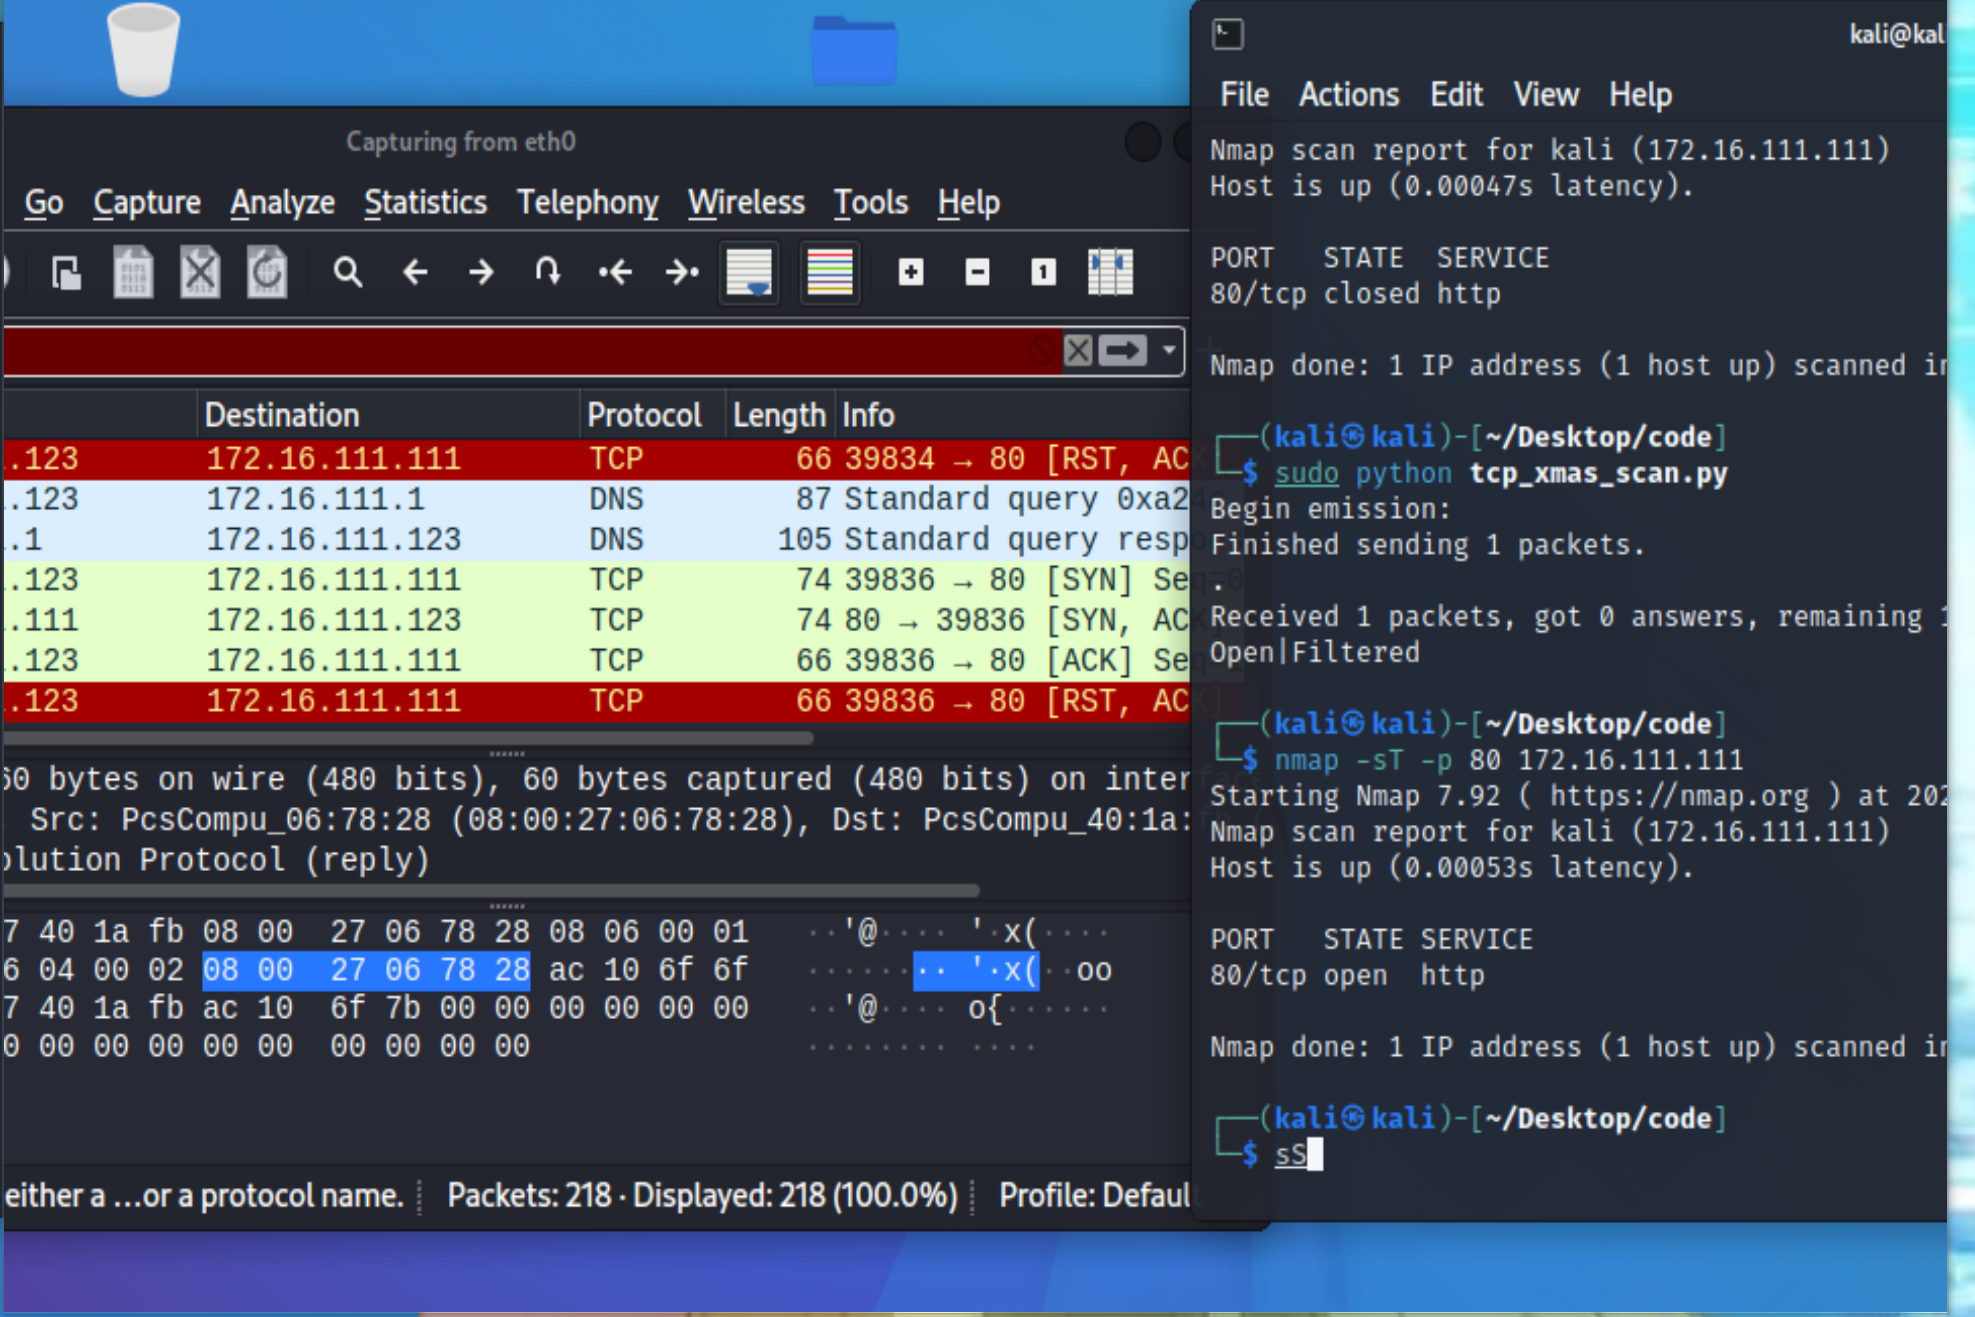 Capturing from eth0
Go Capture Analyze Statistics Telephony Wireless Tools Help
Destination Protocol Length Info
.123 172.16.111.111 TCP 66 39834 → 80 [RST, AC
.123 172.16.111.1 DNS 87 Standard query 0xa24
.1 172.16.111.123 DNS 105 Standard query respo
.123 172.16.111.111 TCP 74 39836 → 80 [SYN] Seq=0
.111 172.16.111.123 TCP 74 80 → 39836 [SYN, ACK]
.123 172.16.111.111 TCP 66 39836 → 80 [ACK] Se
.123 172.16.111.111 TCP 66 39836 → 80 [RST, ACK]
60 bytes on wire (480 bits), 60 bytes captured (480 bits) on interface
Src: PcsCompu_06:78:28 (08:00:27:06:78:28), Dst: PcsCompu_40:1a:fb
olution Protocol (reply)
7 40 1a fb 08 00 27 06 78 28 08 06 00 01 ··'@···· '·x(····
6 04 00 02 08 00 27 06 78 28 ac 10 6f 6f ········ '·x(··oo
7 40 1a fb ac 10 6f 7b 00 00 00 00 00 00 ··'@···· o{······
0 00 00 00 00 00 00 00 00 00 ········ ····
either a …or a protocol name. Packets: 218 · Displayed: 218 (100.0%) Profile: Default
kali@kal
File Actions Edit View Help
Nmap scan report for kali (172.16.111.111)
Host is up (0.00047s latency).
PORT STATE SERVICE
80/tcp closed http
Nmap done: 1 IP address (1 host up) scanned in
┌──(kali㉿kali)-[~/Desktop/code]
└─$ sudo python tcp_xmas_scan.py
Begin emission:
Finished sending 1 packets.
.
Received 1 packets, got 0 answers, remaining 1
Open|Filtered
┌──(kali㉿kali)-[~/Desktop/code]
└─$ nmap -sT -p 80 172.16.111.111
Starting Nmap 7.92 ( https://nmap.org ) at 202
Nmap scan report for kali (172.16.111.111)
Host is up (0.00053s latency).
PORT STATE SERVICE
80/tcp open http
Nmap done: 1 IP address (1 host up) scanned in
┌──(kali㉿kali)-[~/Desktop/code]
└─$ sS